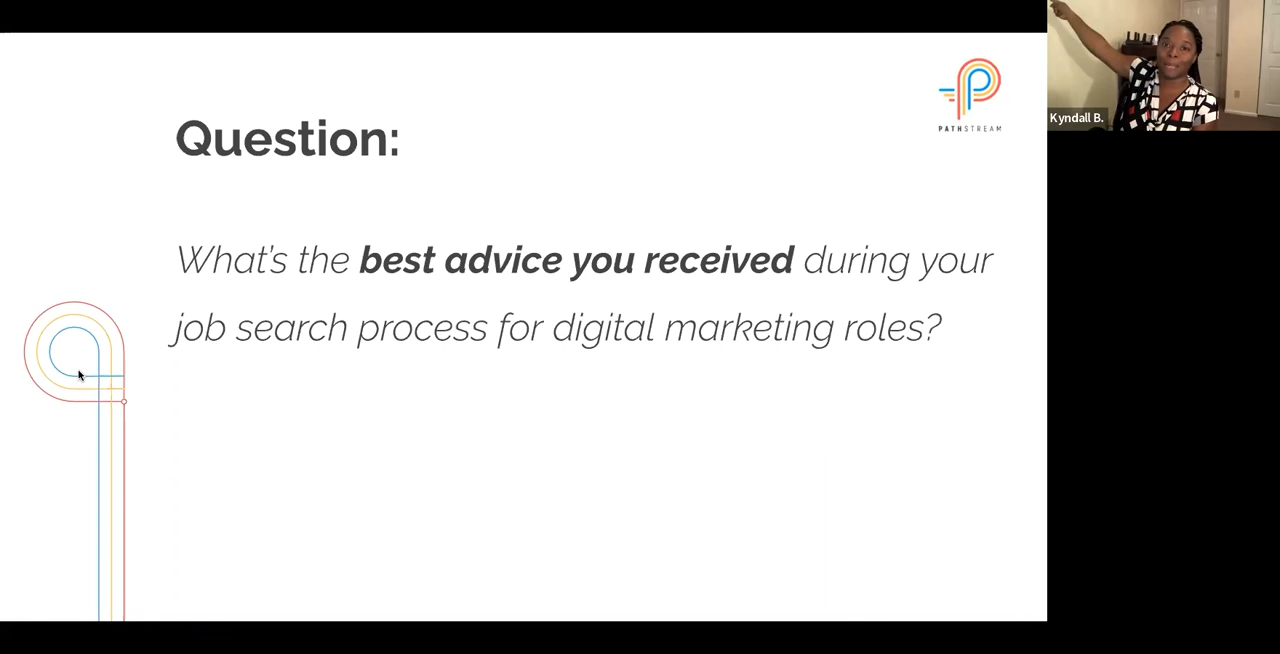 PATHSTREAM
Kyndall B.
Question:
What's the best advice you received during your
job search process for digital marketing roles?